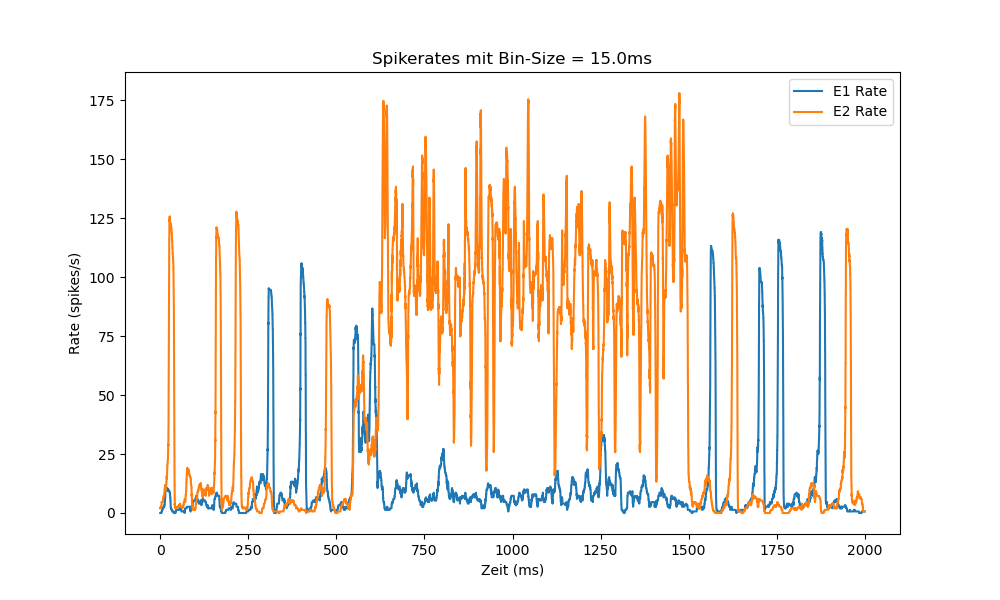 Spikerates mit Bin-Size = 15.0ms
E1 Rate
E2 Rate
Rate (spikes/s)
175
150
125
100
75
50
25
0
0 250 500 750 1000 1250 1500 1750 2000
Zeit (ms)